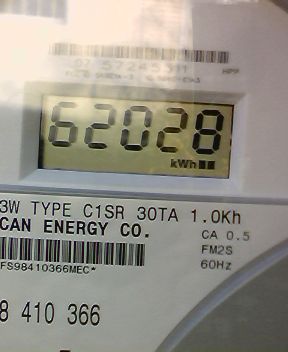 62028
kWh
3W TYPE C1SR 30TA 1.0Kh
CAN ENERGY CO.
CA 0.5
FM2S
60Hz
FS98410366MEC*
8 410 366